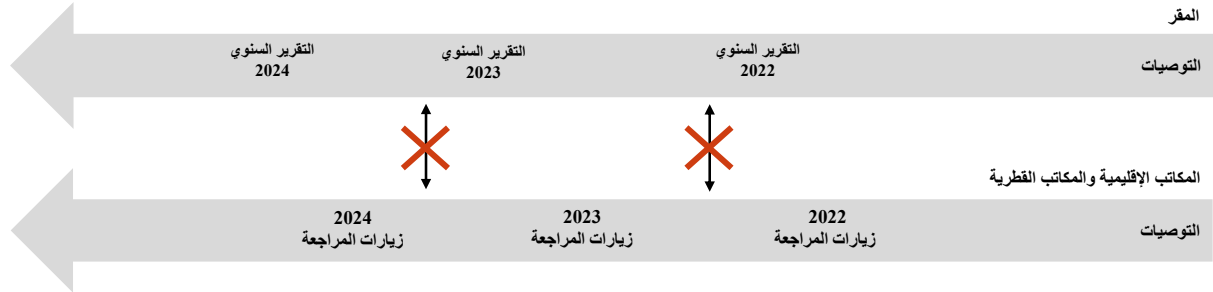 المقر
التوصيات
التقرير السنوي
2022
التقرير السنوي
2023
التقرير السنوي
2024
المكاتب الإقليمية والمكاتب القطرية
التوصيات
2022
زيارات المراجعة
2023
زيارات المراجعة
2024
زيارات المراجعة